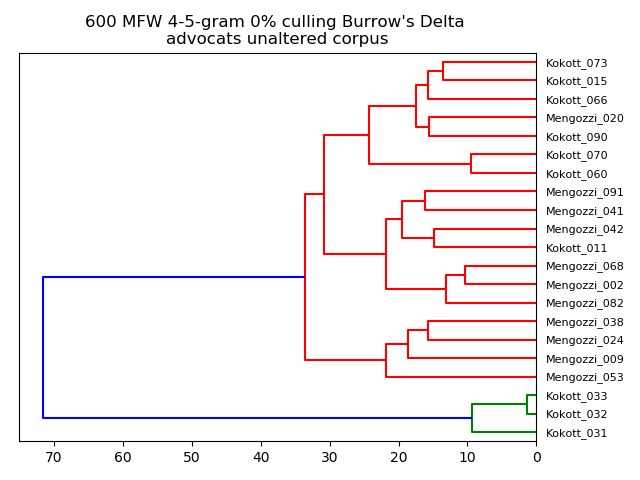 600 MFW 4-5-gram 0% culling Burrow's Delta
advocats unaltered corpus
Kokott_073
Kokott_015
Kokott_066
Mengozzi_020
Kokott_090
Kokott_070
Kokott_060
Mengozzi_091
Mengozzi_041
Mengozzi_042
Kokott_011
Mengozzi_068
Mengozzi_002
Mengozzi_082
Mengozzi_038
Mengozzi_024
Mengozzi_009
Mengozzi_053
Kokott_033
Kokott_032
Kokott_031
70 60 50 40 30 20 10 0